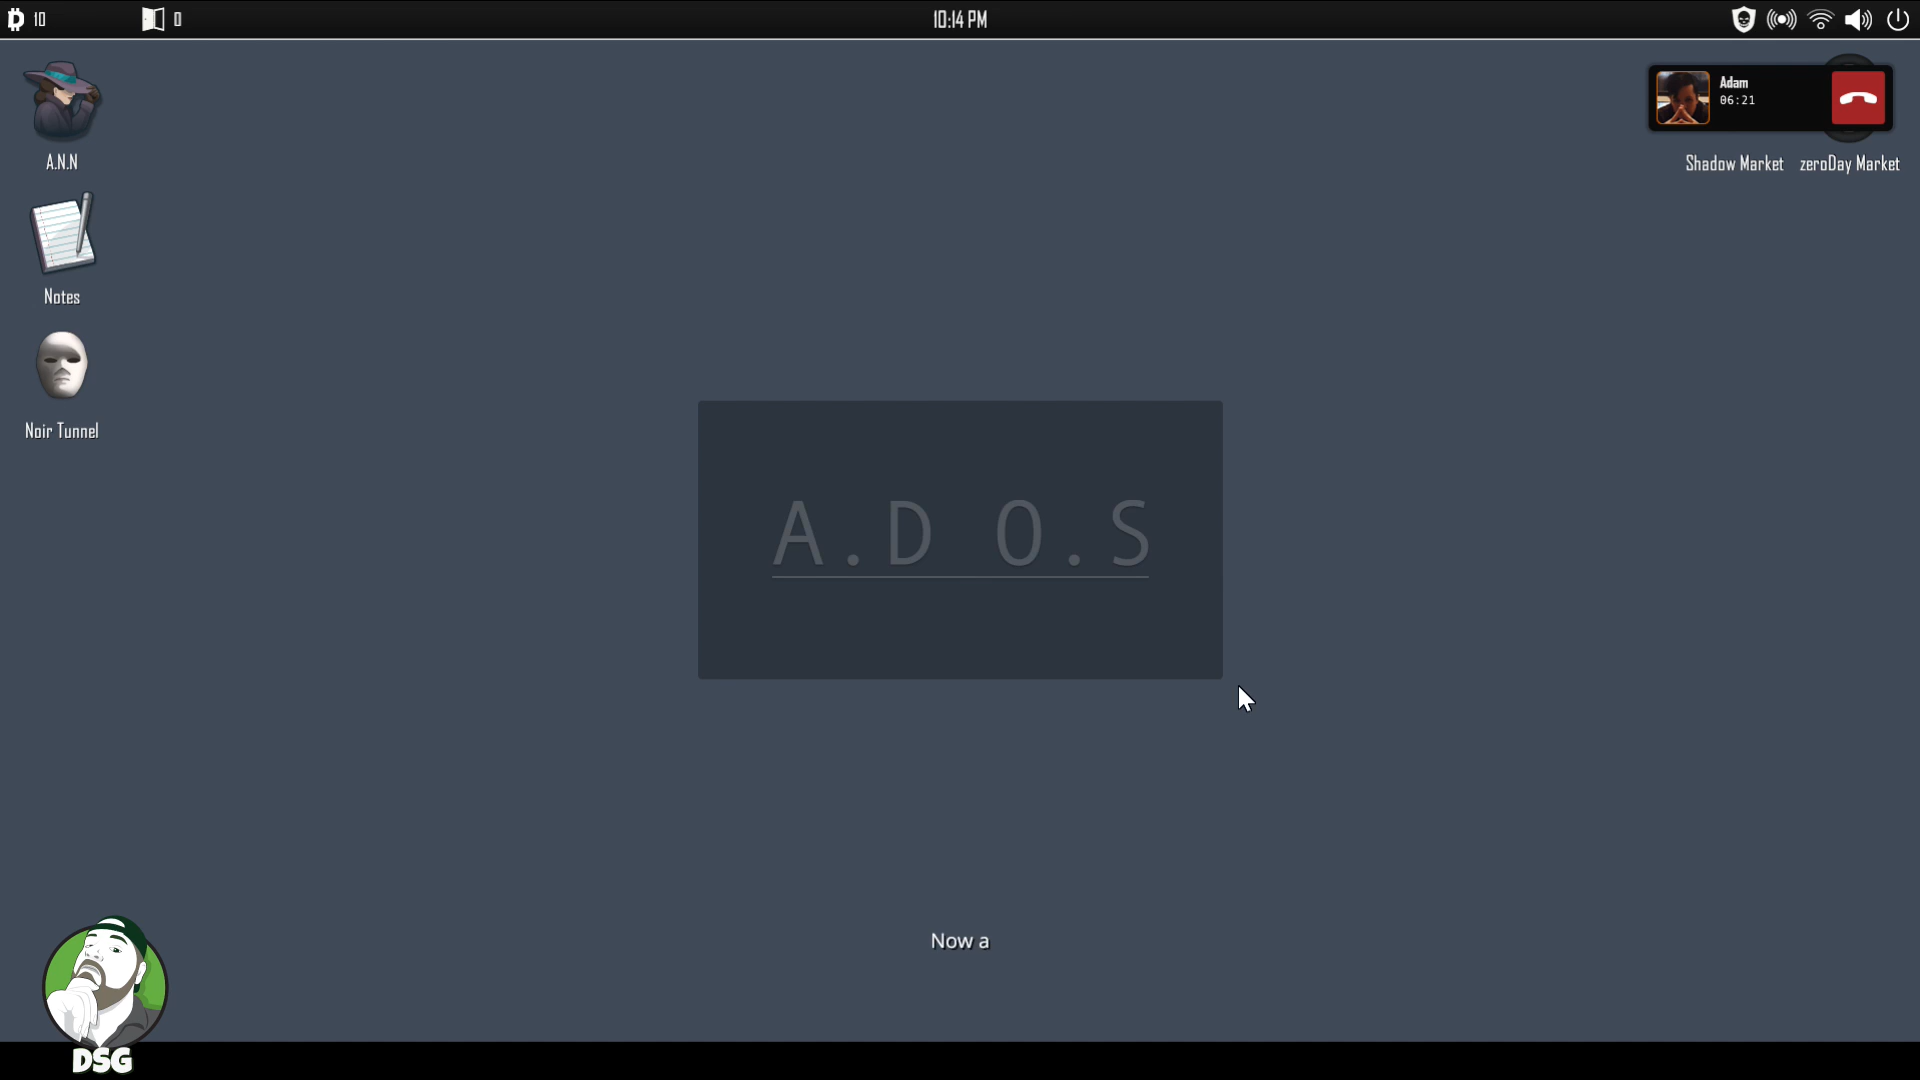 10
0
10:14 PM
Adam
06:21
A.N.N
Shadow Market
zeroDay Market
Notes
Noir Tunnel
A.D O.S
Now a
DSG